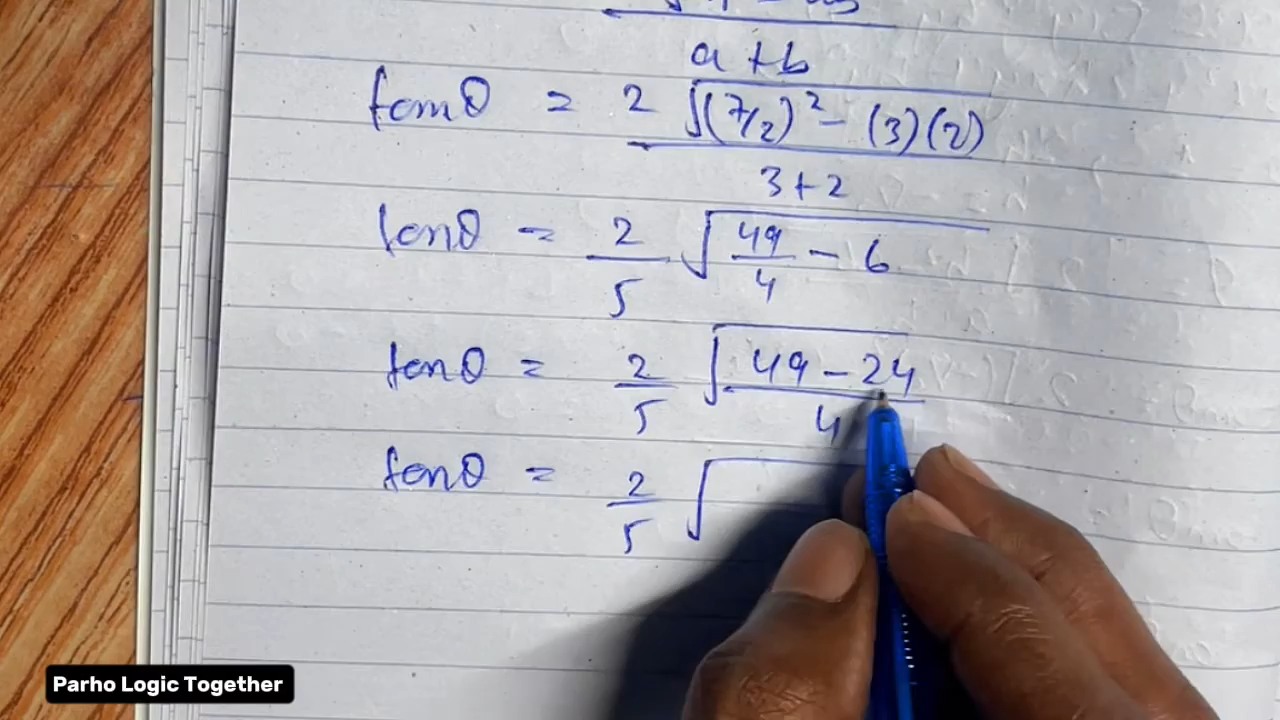 a + b
tanθ = 2 √(7/2)² - (3)(2)
3 + 2
tanθ = 2/5 √49/4 - 6
tanθ = 2/5 √49 - 24/4
tanθ = 2/5 √
Parho Logic Together